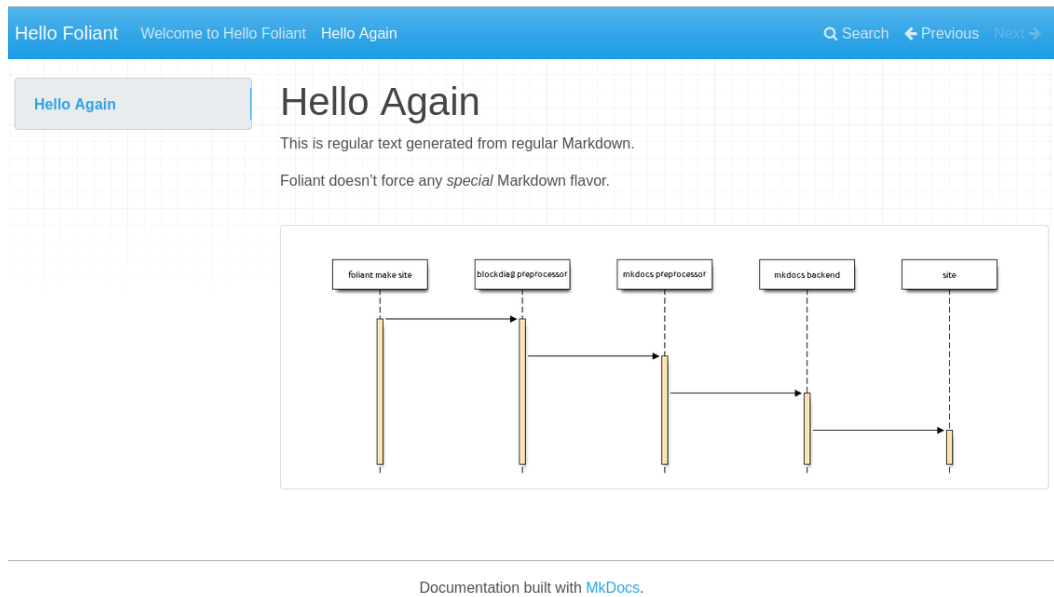 Hello Foliant Welcome to Hello Foliant Hello Again Search Previous Next
Hello Again
Hello Again
This is regular text generated from regular Markdown.
Foliant doesn’t force any special Markdown flavor.
foliant make site blockdiag preprocessor mkdocs preprocessor mkdocs backend site
Documentation built with MkDocs.